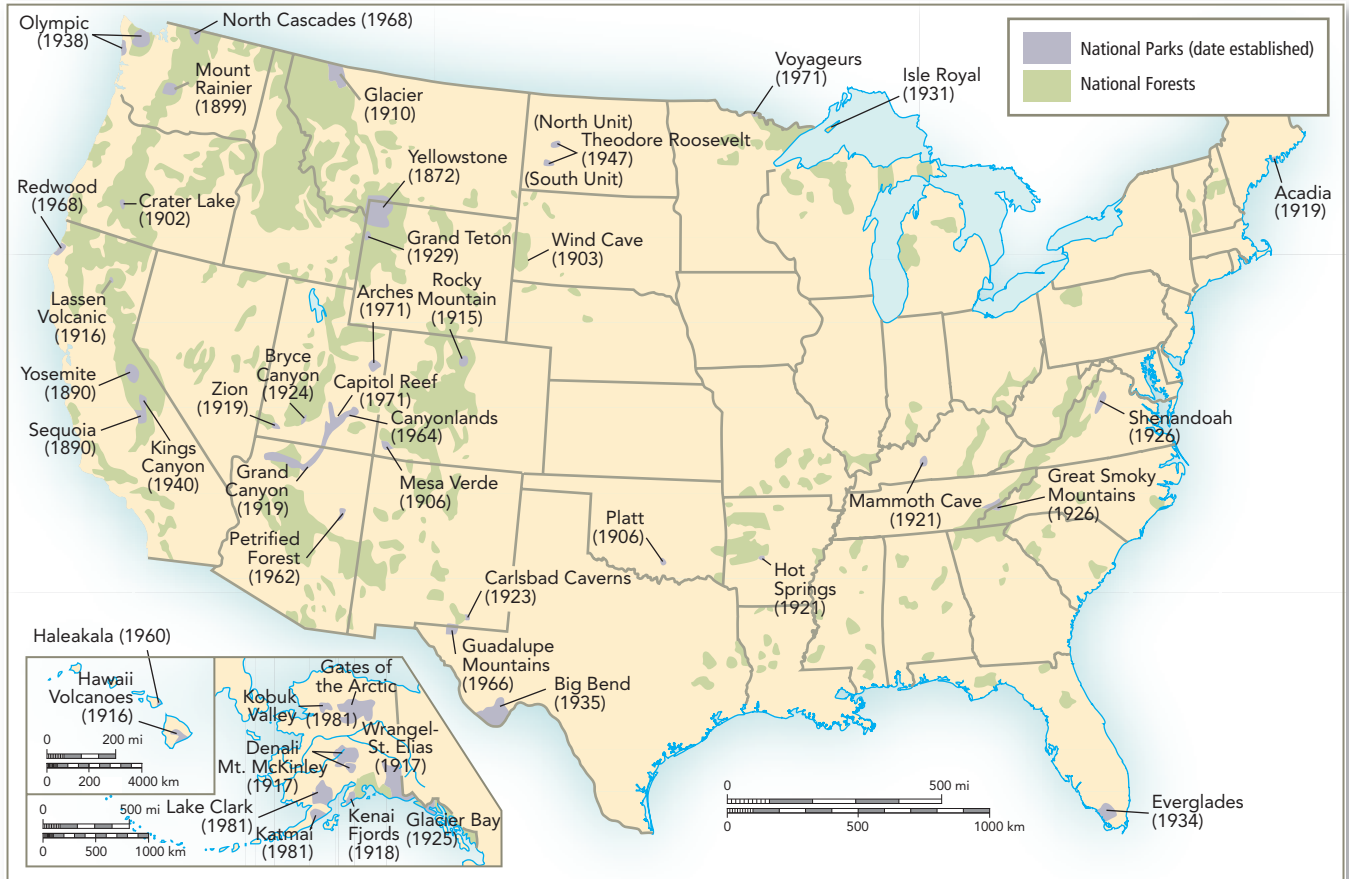 Olympic
(1938)
North Cascades (1968)
Mount
Rainier
(1899)
Glacier
(1910)
Voyageurs
(1971)
Isle Royal
(1931)
National Parks (date established)
National Forests
(North Unit)
Theodore Roosevelt
(1947)
(South Unit)
Yellowstone
(1872)
Redwood
(1968)
Crater Lake
(1902)
Acadia
(1919)
Grand Teton
(1929)
Wind Cave
(1903)
Lassen
Volcanic
(1916)
Arches
(1971)
Rocky
Mountain
(1915)
Yosemite
(1890)
Zion
(1919)
Bryce
Canyon
(1924)
Capitol Reef
(1971)
Canyonlands
(1964)
Sequoia
(1890)
Kings
Canyon
(1940)
Grand
Canyon
(1919)
Mesa Verde
(1906)
Shenandoah
(1926)
Mammoth Cave
(1921)
Great Smoky
Mountains
(1926)
Petrified
Forest
(1962)
Platt
(1906)
Hot
Springs
(1921)
Carlsbad Caverns
(1923)
Guadalupe
Mountains
(1966)
Big Bend
(1935)
Everglades
(1934)
Haleakala (1960)
Hawaii
Volcanoes
(1916)
0 200 mi
0 200 4000 km
Gates of
the Arctic
Kobuk
Valley
(1981)
Wrangel-
St. Elias
(1917)
Denali
Mt. McKinley
(1917)
Lake Clark
(1981)
Katmai
(1981)
Kenai
Fjords
(1918)
Glacier Bay
(1925)
0 500 mi
0 500 1000 km
0 500 mi
0 500 1000 km